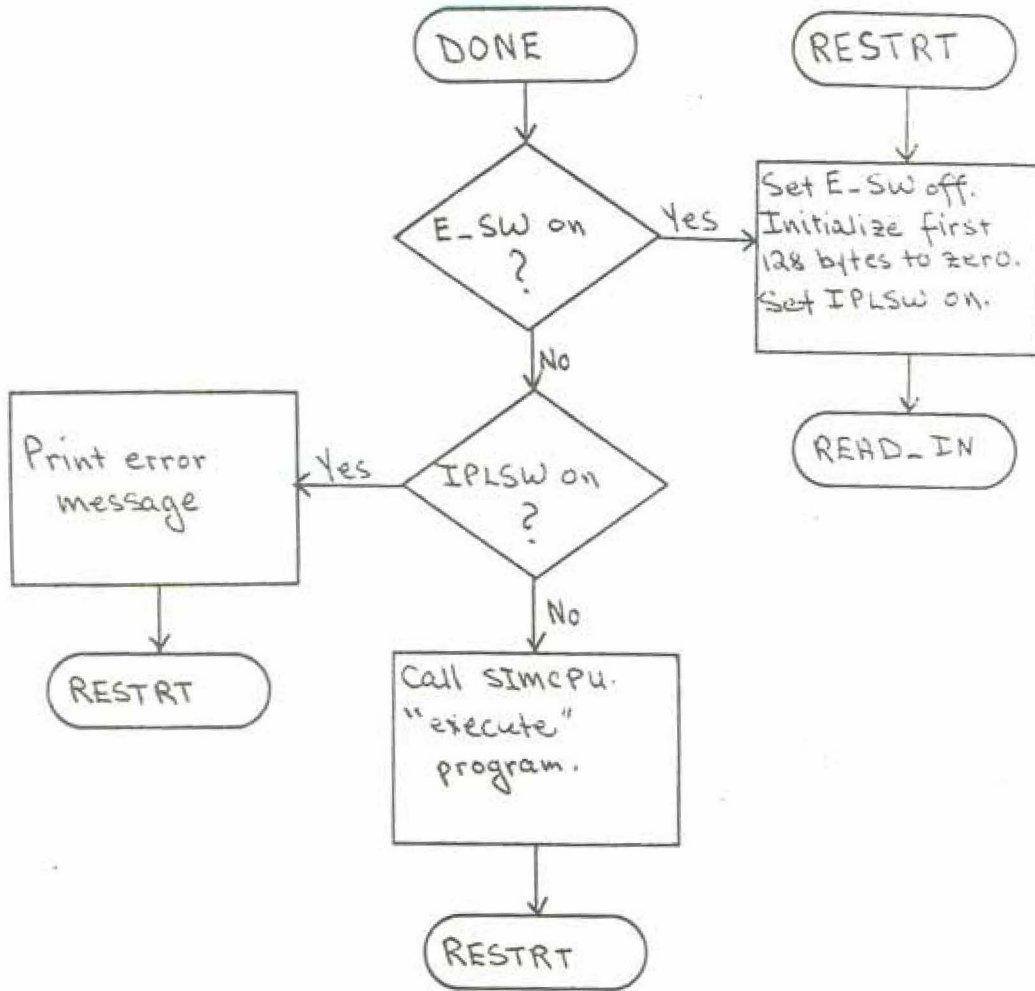 DONE
RESTRT
E_SW on
?
Yes
Set E_SW off.
Initialize first
128 bytes to zero.
Set IPLSW on.
No
READ_IN
Print error
message
Yes
IPLSW on
?
No
RESTRT
Call SIMCPU.
"execute"
program.
RESTRT